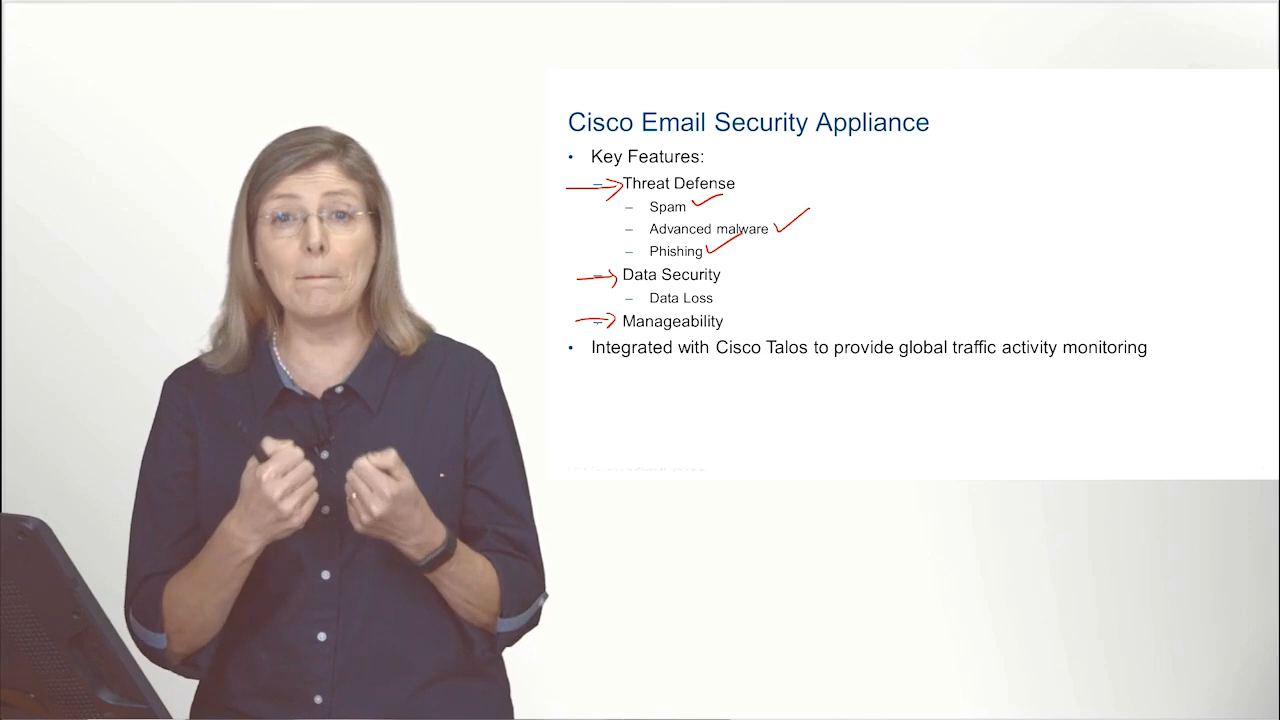 Cisco Email Security Appliance
• Key Features:
– Threat Defense
– Spam
– Advanced malware
– Phishing
– Data Security
– Data Loss
– Manageability
• Integrated with Cisco Talos to provide global traffic activity monitoring